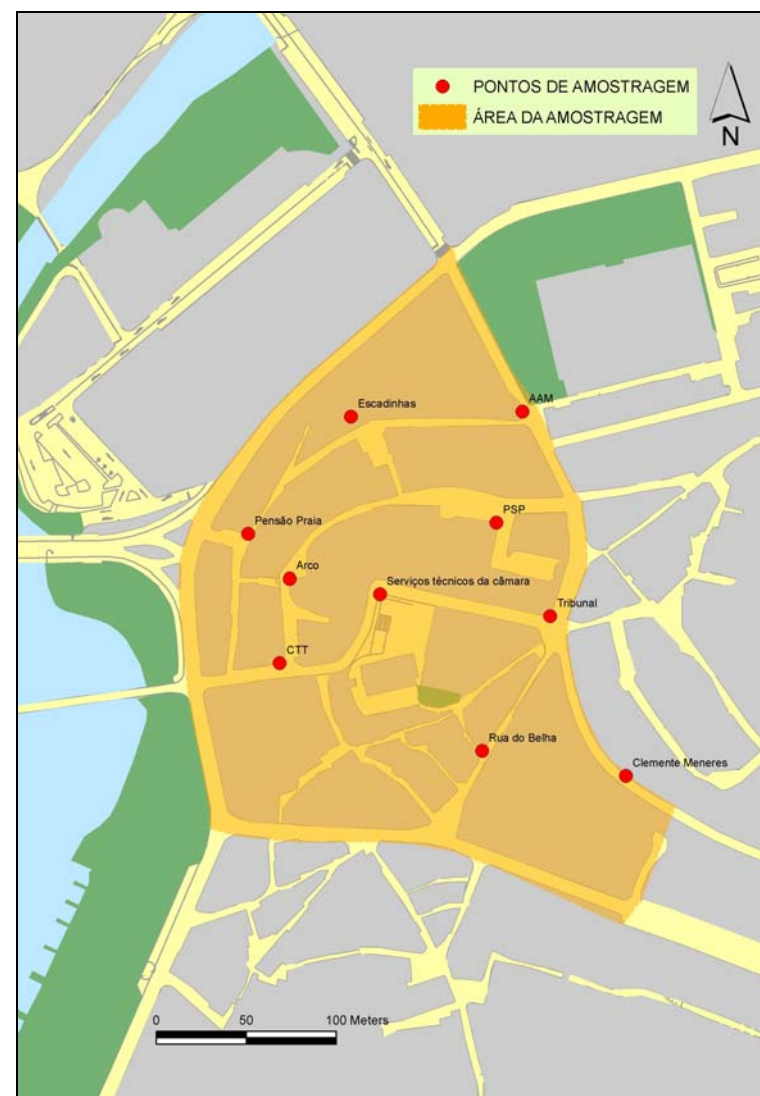 PONTOS DE AMOSTRAGEM
ÁREA DA AMOSTRAGEM
N
Escadinhas
AAM
Pensão Praia
PSP
Arco
Serviços técnicos da câmara
Tribunal
CTT
Rua do Belha
Clemente Meneres
0 50 100 Meters